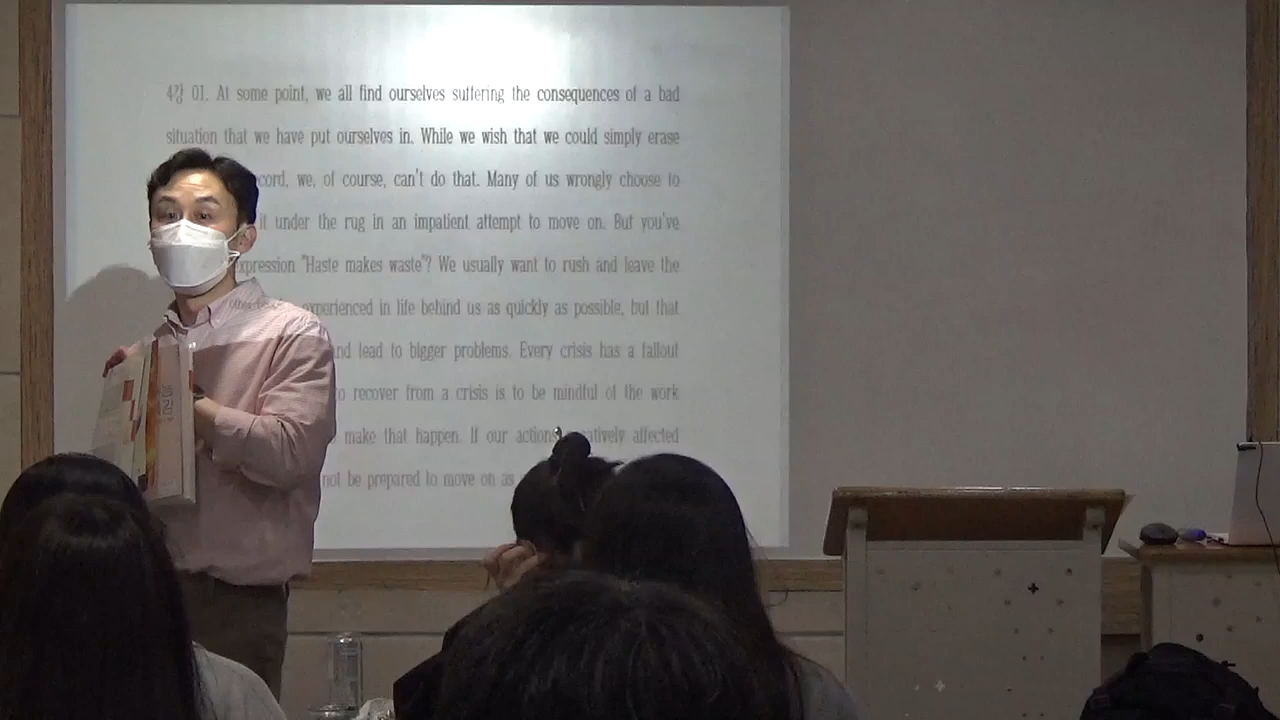 4강 01. At some point, we all find ourselves suffering the consequences of a bad
situation that we have put ourselves in. While we wish that we could simply erase
we, of course, can't do that. Many of us wrongly choose to
it under the rug in an impatient attempt to move on. But you've
"Haste makes waste"? We usually want to rush and leave the
experienced in life behind us as quickly as possible, but that
lead to bigger problems. Every crisis has a fallout
to recover from a crisis is to be mindful of the work
make that happen. If our affected
not be prepared to move on as